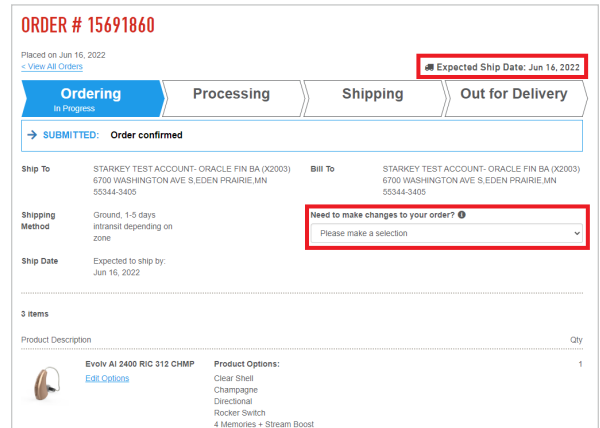 ORDER # 15691860
Placed on Jun 16, 2022
< View All Orders
Expected Ship Date: Jun 16, 2022
Ordering
In Progress
Processing
Shipping
Out for Delivery
→ SUBMITTED: Order confirmed
Ship To
STARKEY TEST ACCOUNT- ORACLE FIN BA (X2003)
6700 WASHINGTON AVE S,EDEN PRAIRIE,MN
55344-3405
Bill To
STARKEY TEST ACCOUNT- ORACLE FIN BA (X2003)
6700 WASHINGTON AVE S,EDEN PRAIRIE,MN
55344-3405
Shipping
Method
Ground, 1-5 days
intransit depending on
zone
Need to make changes to your order?
Please make a selection
Ship Date
Expected to ship by:
Jun 16, 2022
3 items
Product Description
Qty
Evolv AI 2400 RIC 312 CHMP
Edit Options
Product Options:
Clear Shell
Champagne
Directional
Rocker Switch
4 Memories + Stream Boost
1